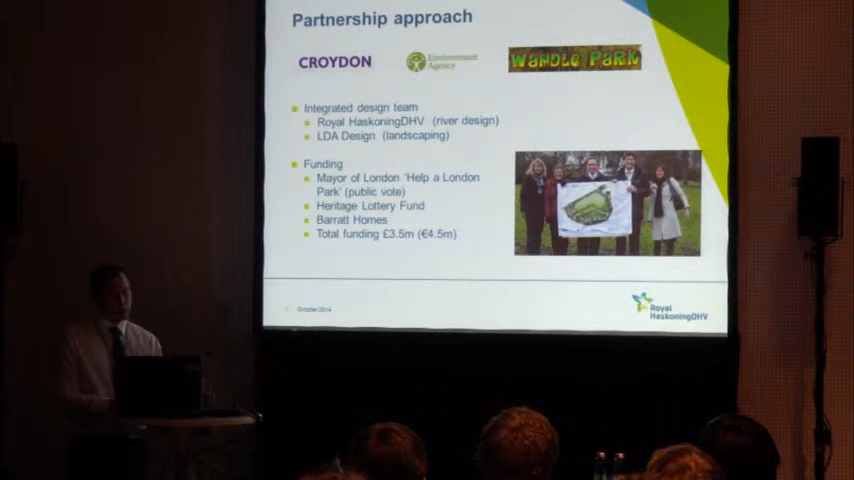 Partnership approach
CROYDON
Environment
Agency
WANDLE PARK
Integrated design team
Royal HaskoningDHV (river design)
LDA Design (landscaping)
Funding
Mayor of London 'Help a London
Park' (public vote)
Heritage Lottery Fund
Barratt Homes
Total funding £3.5m (€4.5m)
October 2014
Royal
HaskoningDHV